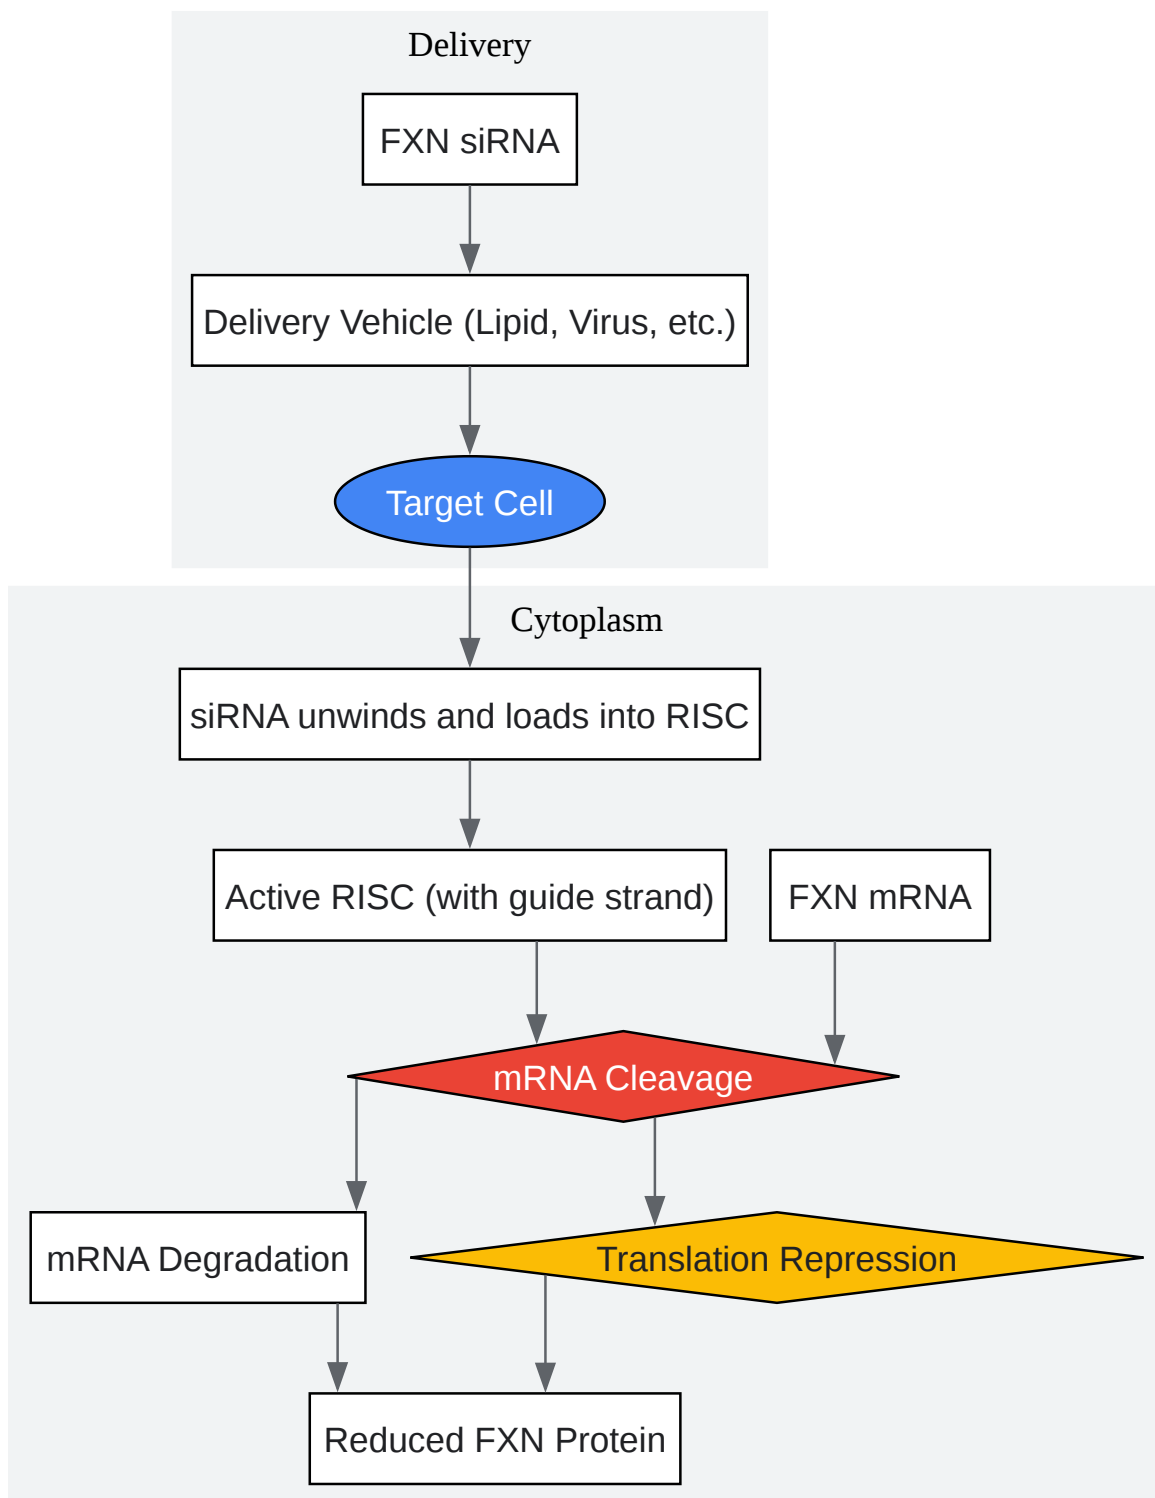 Delivery
FXN siRNA
Delivery Vehicle (Lipid, Virus, etc.)
Target Cell
Cytoplasm
siRNA unwinds and loads into RISC
Active RISC (with guide strand)
FXN mRNA
mRNA Cleavage
mRNA Degradation
Translation Repression
Reduced FXN Protein